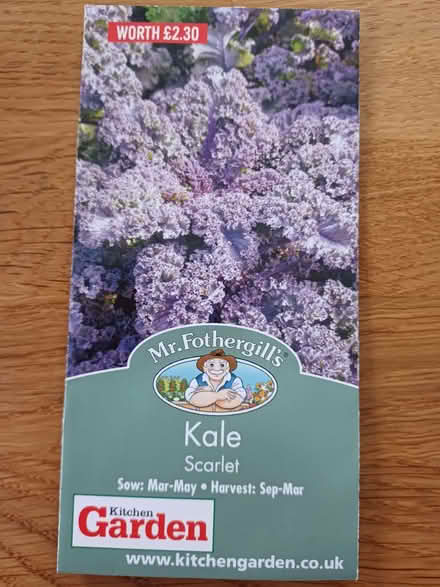 WORTH £2.30
Mr.Fothergill's®
Kale
Scarlet
Sow: Mar-May • Harvest: Sep-Mar
Kitchen
Garden
www.kitchengarden.co.uk